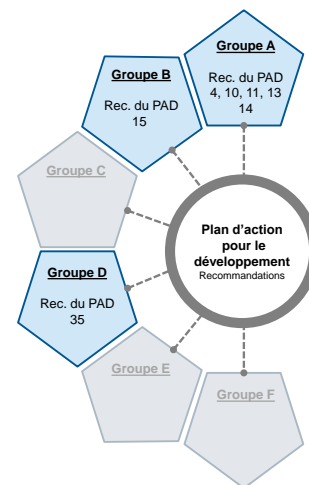 Groupe A
Rec. du PAD
4, 10, 11, 13
14
Groupe B
Rec. du PAD
15
Groupe C
Groupe D
Rec. du PAD
35
Groupe E
Groupe F
Plan d'action
pour le
développement
Recommandations